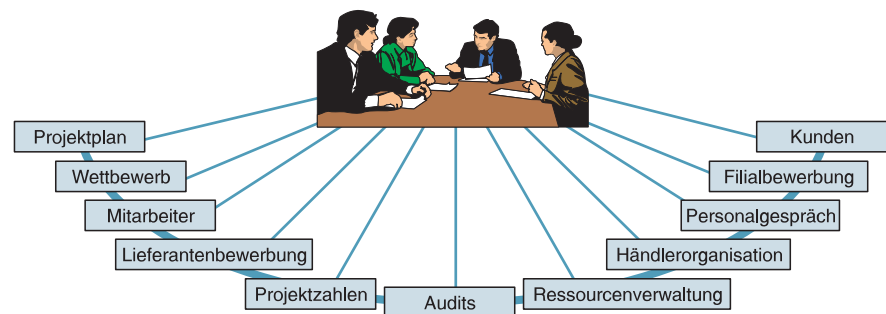 Projektplan
Wettbewerb
Mitarbeiter
Lieferantenbewerbung
Projektzahlen
Audits
Ressourcenverwaltung
Händlerorganisation
Personalgespräch
Filialbewerbung
Kunden